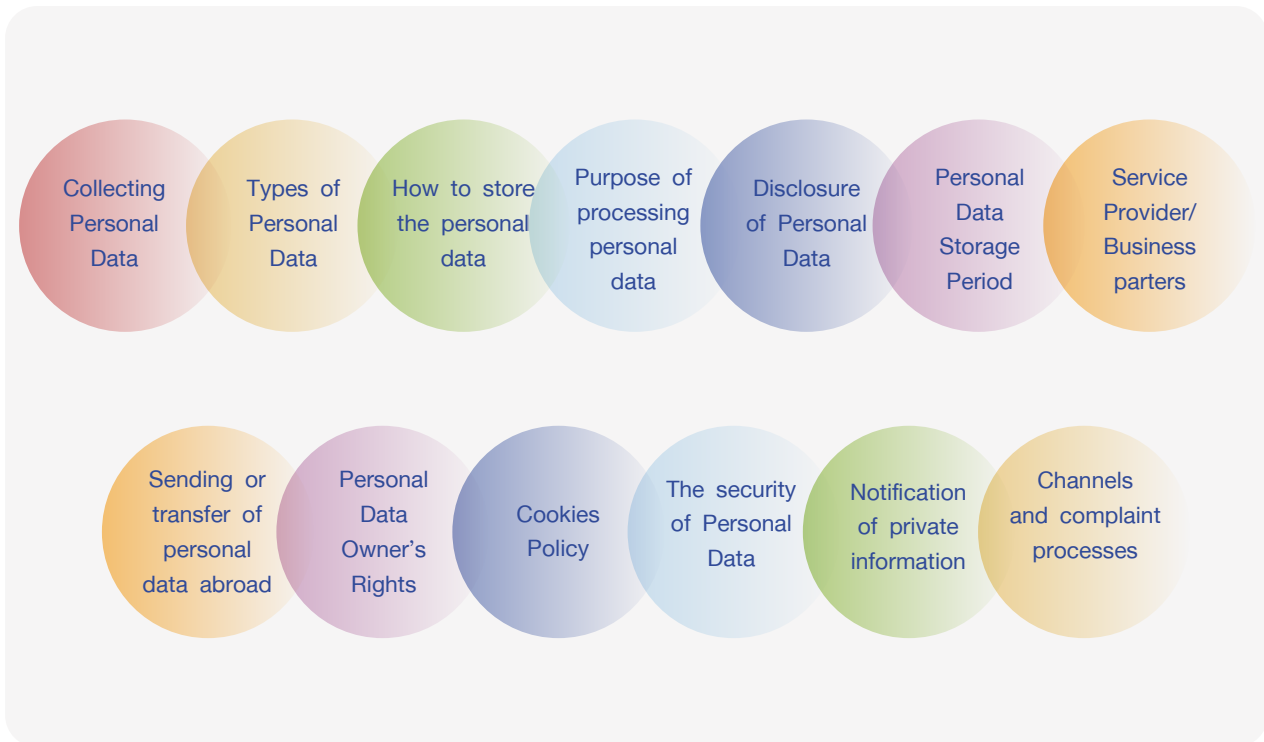 Collecting
Personal
Data
Types of
Personal
Data
How to store
the personal
data
Purpose of
processing
personal
data
Disclosure
of Personal
Data
Personal
Data
Storage
Period
Service
Provider/
Business
parters
Sending or
transfer of
personal
data abroad
Personal
Data
Owner's
Rights
Cookies
Policy
The security
of Personal
Data
Notification
of private
information
Channels
and complaint
processes